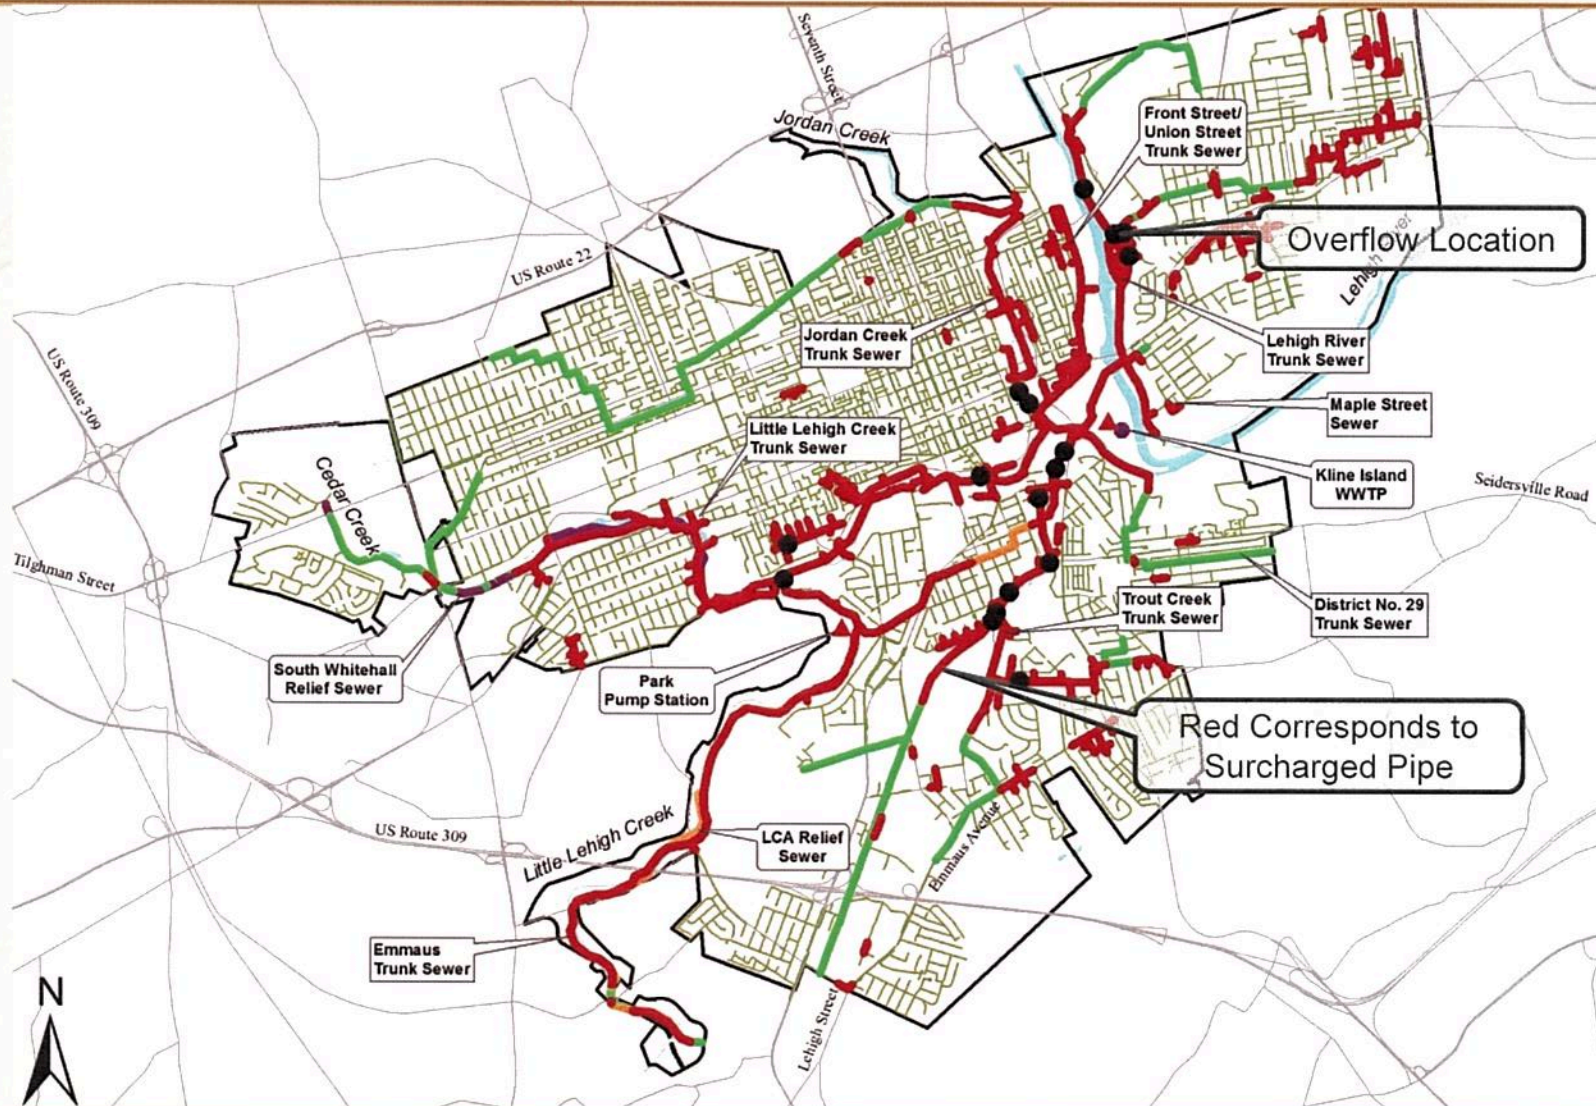 Seventh Street
Jordan Creek
Front Street/
Union Street
Trunk Sewer
Overflow Location
Lehigh River
US Route 22
Jordan Creek
Trunk Sewer
Lehigh River
Trunk Sewer
US Route 309
Maple Street
Sewer
Little Lehigh Creek
Trunk Sewer
Kline Island
WWTP
Seidersville Road
Cedar Creek
Tilghman Street
Trout Creek
Trunk Sewer
District No. 29
Trunk Sewer
South Whitehall
Relief Sewer
Park
Pump Station
Red Corresponds to
Surcharged Pipe
US Route 309
Little Lehigh Creek
LCA Relief
Sewer
Emmaus Avenue
Emmaus
Trunk Sewer
Lehigh Street
N